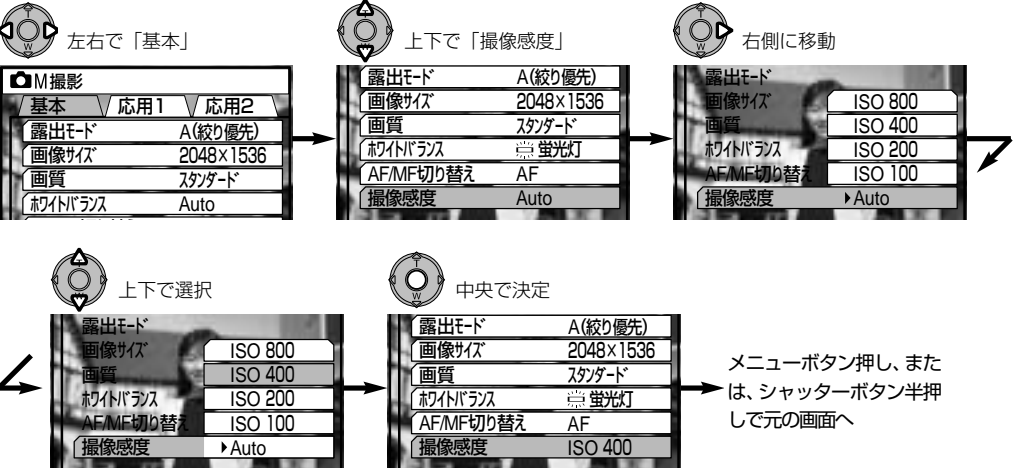 左右で「基本」
M撮影
基本 応用1 応用2
露出モード A(絞り優先)
画像サイズ 2048×1536
画質 スタンダード
ホワイトバランス Auto
上下で「撮像感度」
露出モード A(絞り優先)
画像サイズ 2048×1536
画質 スタンダード
ホワイトバランス 蛍光灯
AF/MF切り替え AF
撮像感度 Auto
右側に移動
露出モード
画像サイズ ISO 800
画質 ISO 400
ホワイトバランス ISO 200
AF/MF切り替え ISO 100
撮像感度 Auto
上下で選択
露出モード
画像サイズ ISO 800
画質 ISO 400
ホワイトバランス ISO 200
AF/MF切り替え ISO 100
撮像感度 Auto
中央で決定
露出モード A(絞り優先)
画像サイズ 2048×1536
画質 スタンダード
ホワイトバランス 蛍光灯
AF/MF切り替え AF
撮像感度 ISO 400
メニューボタン押し、また
は、シャッターボタン半押
しで元の画面へ